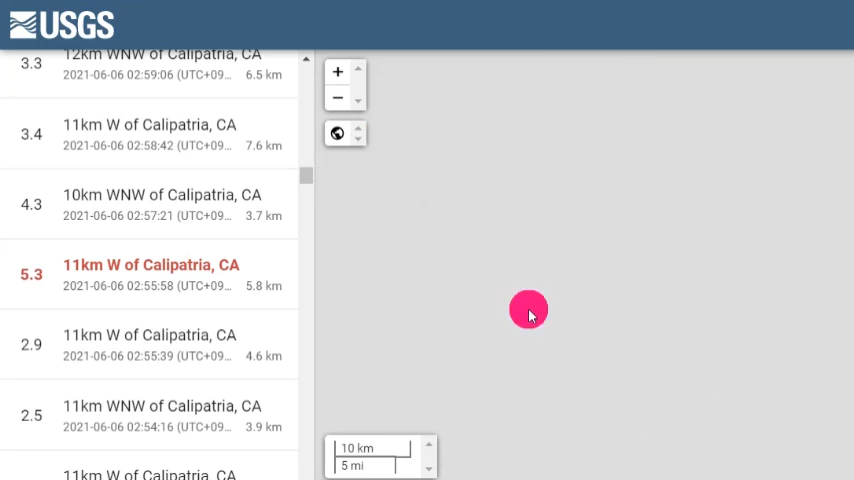 USGS
3.3
12km WNW of Calipatria, CA
2021-06-06 02:59:06 (UTC+09... 6.5 km
3.4
11km W of Calipatria, CA
2021-06-06 02:58:42 (UTC+09... 7.6 km
4.3
10km WNW of Calipatria, CA
2021-06-06 02:57:21 (UTC+09... 3.7 km
5.3
11km W of Calipatria, CA
2021-06-06 02:55:58 (UTC+09... 5.8 km
2.9
11km W of Calipatria, CA
2021-06-06 02:55:39 (UTC+09... 4.6 km
2.5
11km WNW of Calipatria, CA
2021-06-06 02:54:16 (UTC+09... 3.9 km
11km W of Calipatria, CA
+
−
10 km
5 mi